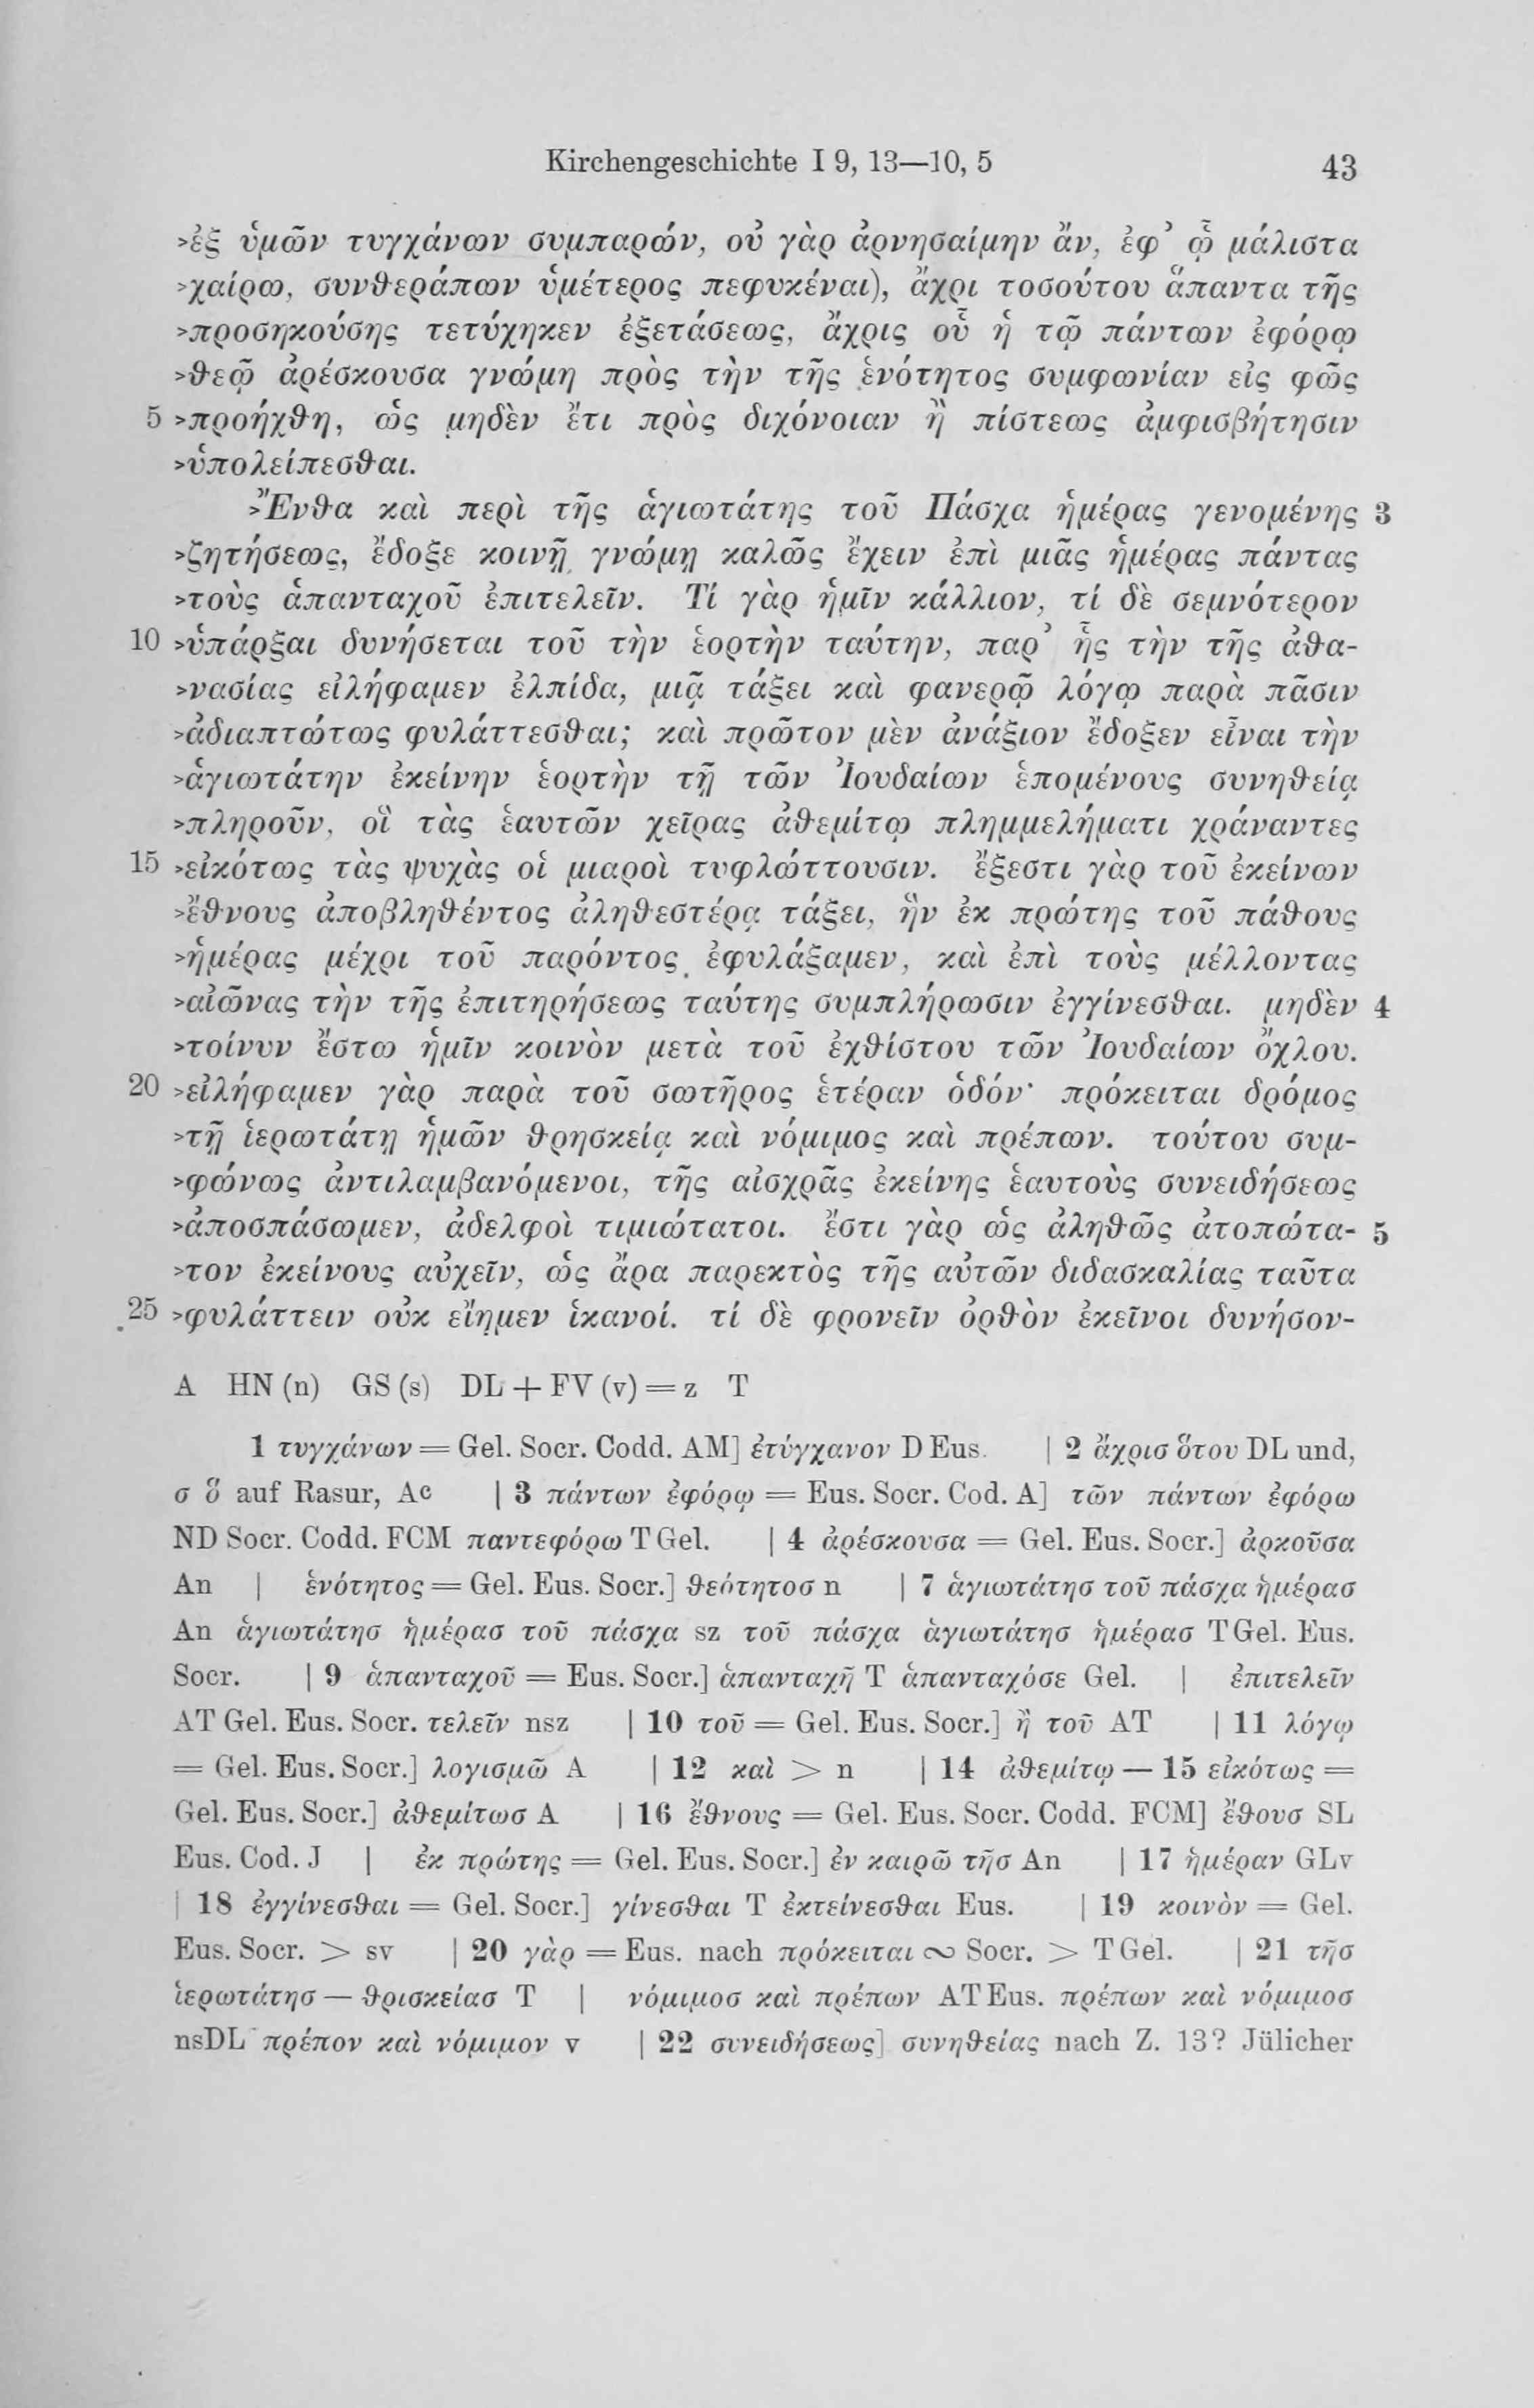 Kirchengeschichte I 9, 13—10, 5 43
>ἐξ ὑμῶν τυγχάνων συμπαρών, οὐ γὰρ ἀρνησαίμην ἄν, ἐφ’ ᾧ μάλιστα
>χαίρω, συνθεράπων ὑμέτερος πεφυκέναι), ἄχρι τοσούτου ἅπαντα τῆς
>προσηκούσης τετύχηκεν ἐξετάσεως, ἄχρις οὗ ἡ τῷ πάντων ἐφόρῳ
>θεῷ ἀρέσκουσα γνώμη πρὸς τὴν τῆς ἑνότητος συμφωνίαν εἰς φῶς
5 >προήχθη, ὡς μηδὲν ἔτι πρὸς διχόνοιαν ἢ πίστεως ἀμφισβήτησιν
>ὑπολείπεσθαι.
>Ἔνθα καὶ περὶ τῆς ἁγιωτάτης τοῦ Πάσχα ἡμέρας γενομένης 3
>ζητήσεως, ἔδοξε κοινῇ γνώμῃ καλῶς ἔχειν ἐπὶ μιᾶς ἡμέρας πάντας
>τοὺς ἁπανταχοῦ ἐπιτελεῖν. Τί γὰρ ἡμῖν κάλλιον, τί δὲ σεμνότερον
10 >ὑπάρξαι δυνήσεται τοῦ τὴν ἑορτὴν ταύτην, παρ’ ἧς τὴν τῆς ἀθα-
>νασίας εἰλήφαμεν ἐλπίδα, μιᾷ τάξει καὶ φανερῷ λόγῳ παρὰ πᾶσιν
>ἀδιαπτώτως φυλάττεσθαι; καὶ πρῶτον μὲν ἀνάξιον ἔδοξεν εἶναι τὴν
>ἁγιωτάτην ἐκείνην ἑορτὴν τῇ τῶν Ἰουδαίων ἑπομένους συνηθείᾳ
>πληροῦν, οἳ τὰς ἑαυτῶν χεῖρας ἀθεμίτῳ πλημμελήματι χράναντες
15 >εἰκότως τὰς ψυχὰς οἱ μιαροὶ τυφλώττουσιν. ἔξεστι γὰρ τοῦ ἐκείνων
>ἔθνους ἀποβληθέντος ἀληθεστέρᾳ τάξει, ἣν ἐκ πρώτης τοῦ πάθους
>ἡμέρας μέχρι τοῦ παρόντος ἐφυλάξαμεν, καὶ ἐπὶ τοὺς μέλλοντας
>αἰῶνας τὴν τῆς ἐπιτηρήσεως ταύτης συμπλήρωσιν ἐγγίνεσθαι. μηδὲν 4
>τοίνυν ἔστω ἡμῖν κοινὸν μετὰ τοῦ ἐχθίστου τῶν Ἰουδαίων ὄχλου.
20 >εἰλήφαμεν γὰρ παρὰ τοῦ σωτῆρος ἑτέραν ὁδόν· πρόκειται δρόμος
>τῇ ἱερωτάτῃ ἡμῶν θρησκείᾳ καὶ νόμιμος καὶ πρέπων. τούτου συμ-
>φώνως ἀντιλαμβανόμενοι, τῆς αἰσχρᾶς ἐκείνης ἑαυτοὺς συνειδήσεως
>ἀποσπάσωμεν, ἀδελφοὶ τιμιώτατοι. ἔστι γὰρ ὡς ἀληθῶς ἀτοπώτα- 5
>τον ἐκείνους αὐχεῖν, ὡς ἄρα παρεκτὸς τῆς αὐτῶν διδασκαλίας ταῦτα
25 >φυλάττειν οὐκ εἴημεν ἱκανοί. τί δὲ φρονεῖν ὀρθὸν ἐκεῖνοι δυνήσον-
A HN (n) GS (s) DL + FV (v) = z T
1 τυγχάνων = Gel. Socr. Codd. AM] ἐτύγχανον D Eus. | 2 ἄχρισ ὅτου DL und,
σ ὅ auf Rasur, Ac | 3 πάντων ἐφόρῳ = Eus. Socr. Cod. A] τῶν πάντων ἐφόρω
ND Socr. Codd. FCM παντεφόρω T Gel. | 4 ἀρέσκουσα = Gel. Eus. Socr.] ἀρκοῦσα
An | ἑνότητος = Gel. Eus. Socr.] θεότητοσ n | 7 ἁγιωτάτησ τοῦ πάσχα ἡμέρασ
An ἁγιωτάτησ ἡμέρασ τοῦ πάσχα sz τοῦ πάσχα ἁγιωτάτησ ἡμέρασ T Gel. Eus.
Socr. | 9 ἁπανταχοῦ = Eus. Socr.] ἁπανταχῆ T ἁπανταχόσε Gel. | ἐπιτελεῖν
AT Gel. Eus. Socr. τελεῖν nsz | 10 τοῦ = Gel. Eus. Socr.] ἢ τοῦ AT | 11 λόγῳ
= Gel. Eus. Socr.] λογισμῶ A | 12 καὶ > n | 14 ἀθεμίτῳ — 15 εἰκότως =
Gel. Eus. Socr.] ἀθεμίτωσ A | 16 ἔθνους = Gel. Eus. Socr. Codd. FCM] ἔθουσ SL
Eus. Cod. J | ἐκ πρώτης = Gel. Eus. Socr.] ἐν καιρῶ τῆσ An | 17 ἡμέραν GLv
| 18 ἐγγίνεσθαι = Gel. Socr.] γίνεσθαι T ἐκτείνεσθαι Eus. | 19 κοινὸν = Gel.
Eus. Socr. > sv | 20 γὰρ = Eus. nach πρόκειται ∾ Socr. > T Gel. | 21 τῆσ
ἱερωτάτησ — θρισκείασ T | νόμιμοσ καὶ πρέπων AT Eus. πρέπων καὶ νόμιμοσ
nsDL πρέπον καὶ νόμιμον v | 22 συνειδήσεως] συνηθείας nach Z. 13? Jülicher